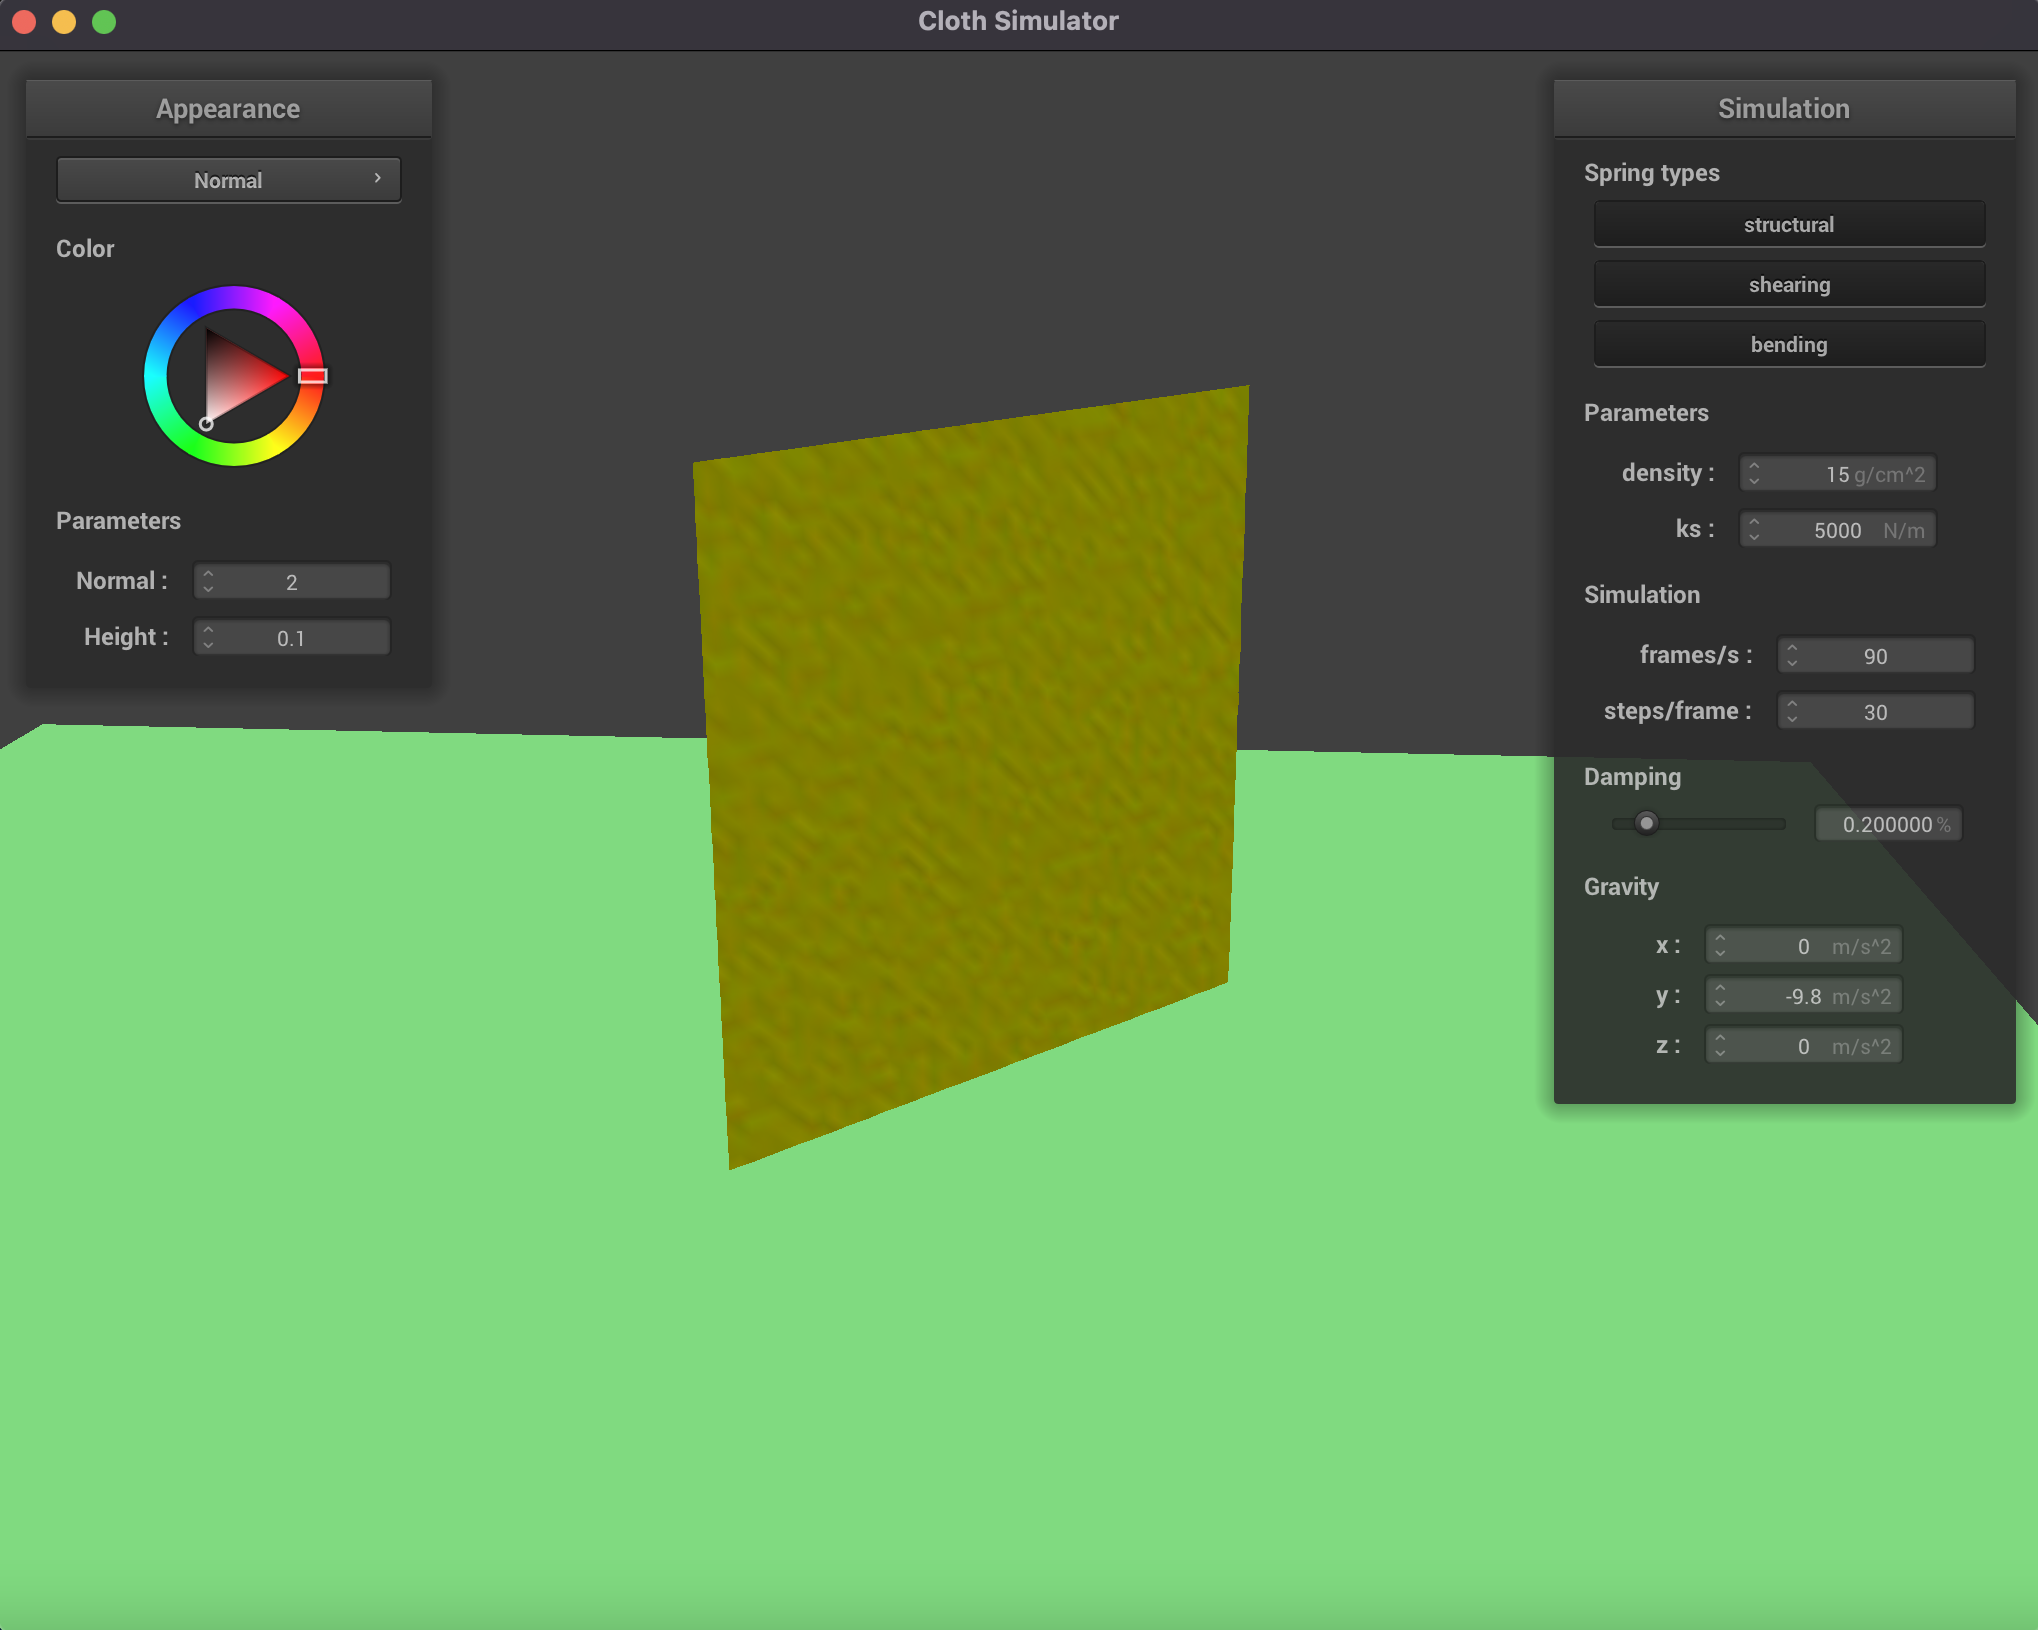 Cloth Simulator
Appearance
Normal
Color
Parameters
Normal : 2
Height : 0.1
Simulation
Spring types
structural
shearing
bending
Parameters
density : 15 g/cm^2
ks : 5000 N/m
Simulation
frames/s : 90
steps/frame : 30
Damping
0.200000 %
Gravity
x : 0 m/s^2
y : -9.8 m/s^2
z : 0 m/s^2